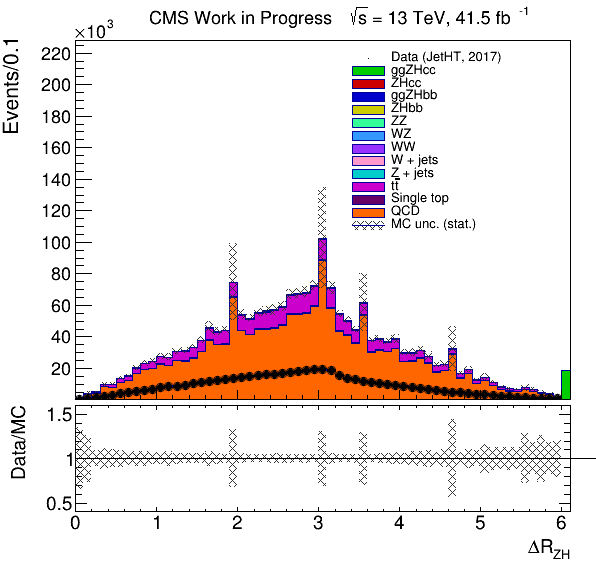 CMS Work in Progress √s = 13 TeV, 41.5 fb⁻¹
×10³
Events/0.1
220
200
180
160
140
120
100
80
60
40
20
Data (JetHT, 2017)
ggZHcc
ZHcc
ggZHbb
ZHbb
ZZ
WZ
WW
W + jets
Z + jets
tt̄
Single top
QCD
MC unc. (stat.)
Data/MC
1.5
1
0.5
0 1 2 3 4 5 6
ΔR_ZH